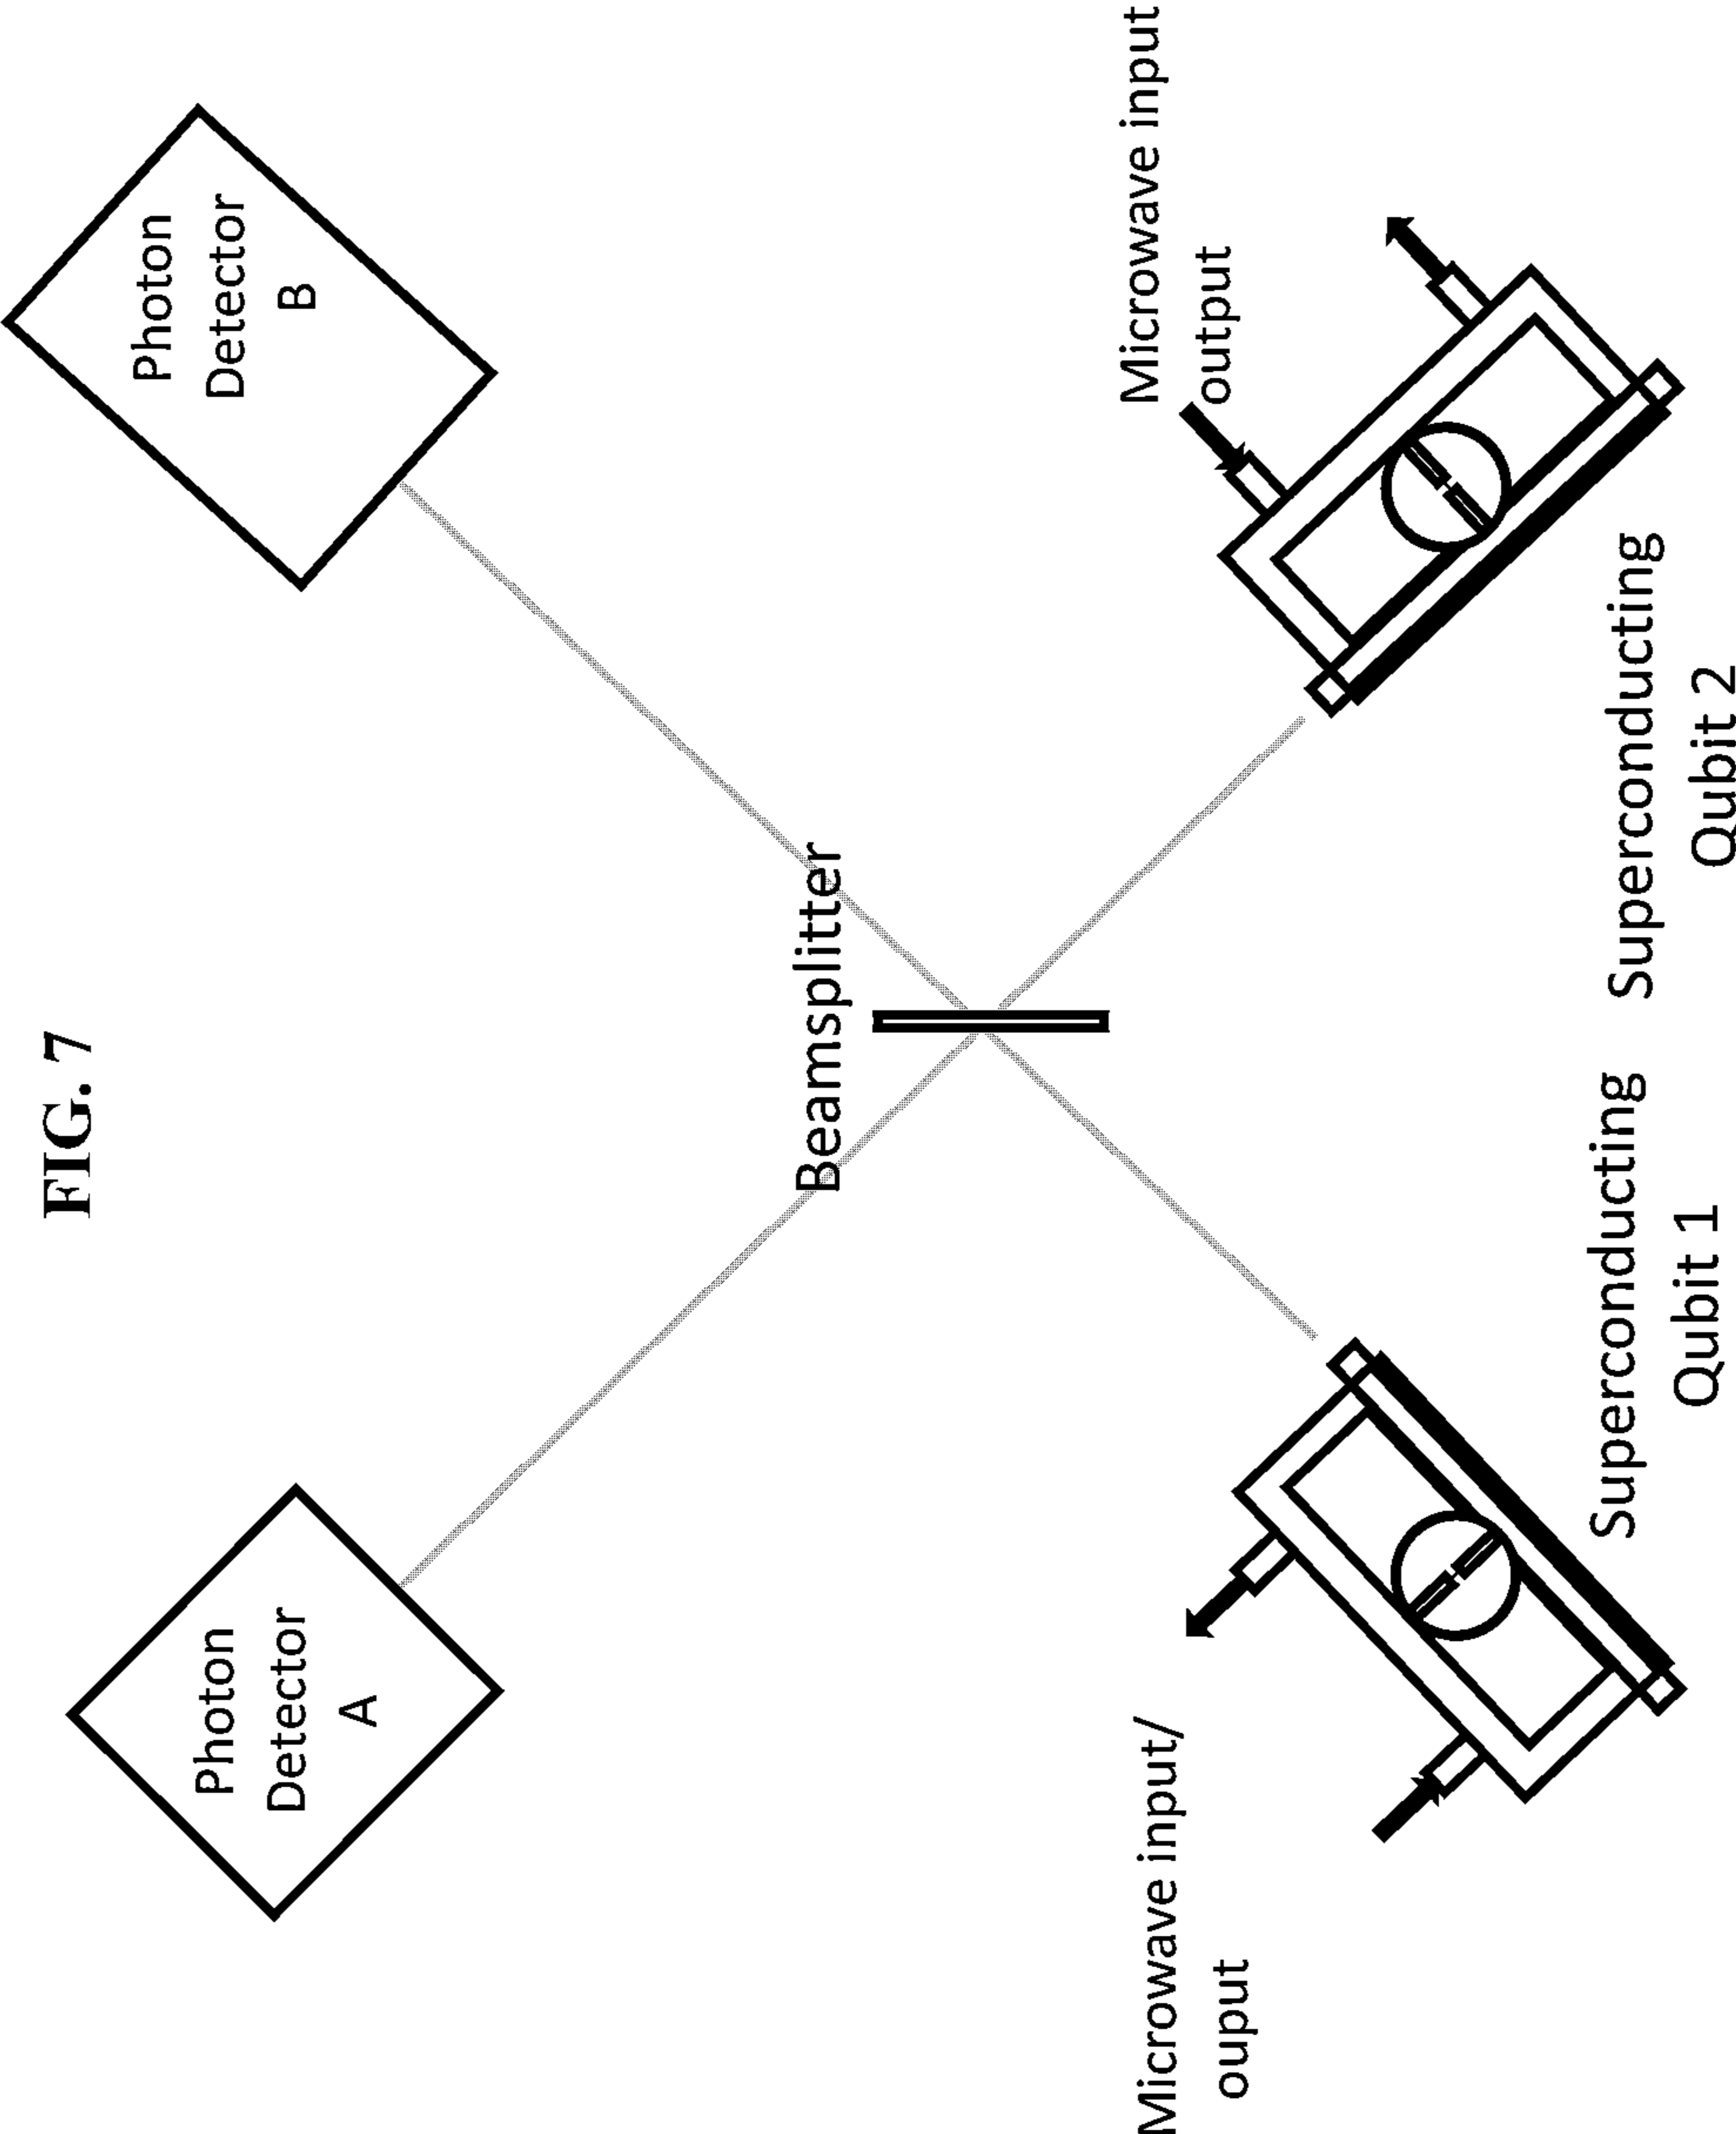 FIG. 7
Photon
Detector
A
Photon
Detector
B
Beamsplitter
Microwave input/
ouput
Microwave input
output
Superconducting
Qubit 1
Superconducting
Qubit 2